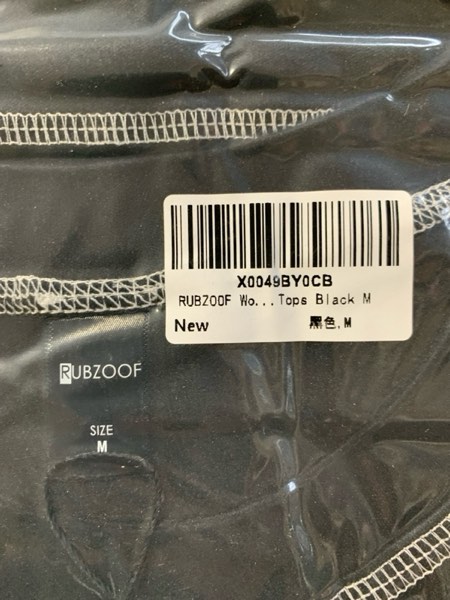 X0049BY0CB
RUBZOOF Wo...Tops Black M
New
黑色,M
RUBZOOF
SIZE
M